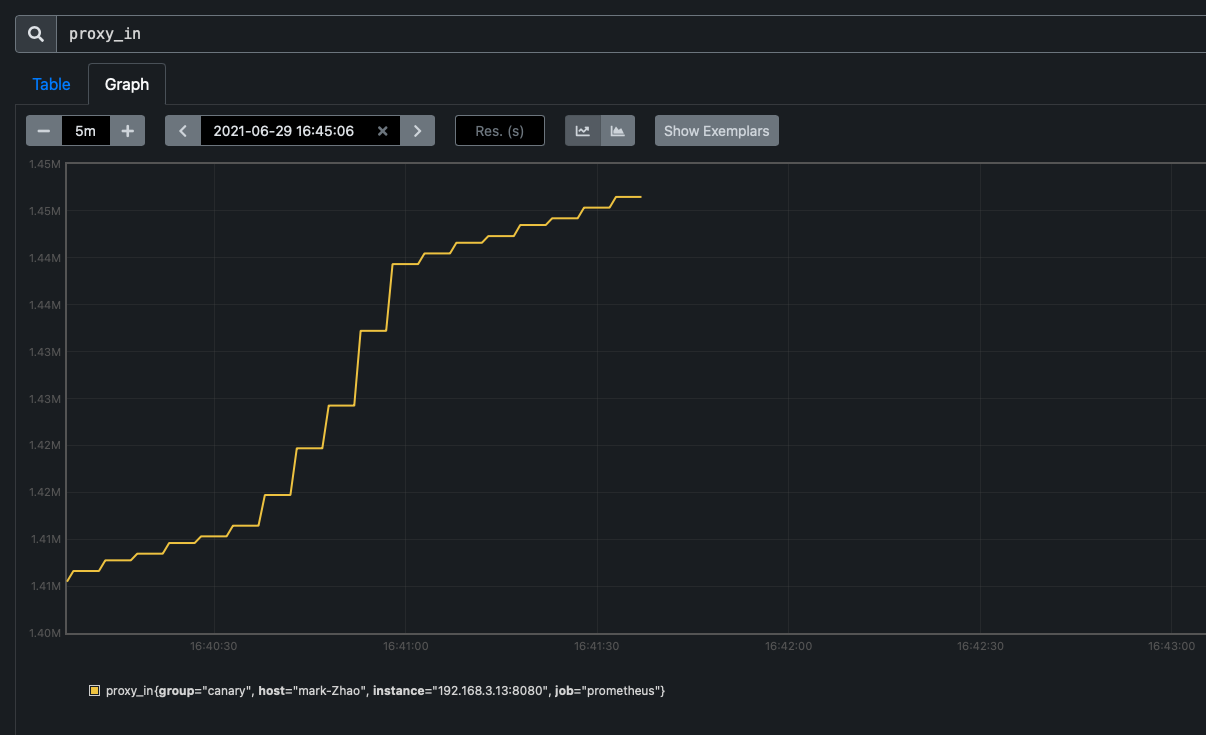 proxy_in
Table Graph
− 5m + 2021-06-29 16:45:06 × Res. (s) Show Exemplars
1.45M
1.45M
1.44M
1.44M
1.43M
1.43M
1.42M
1.42M
1.41M
1.41M
1.40M
16:40:30 16:41:00 16:41:30 16:42:00 16:42:30 16:43:00
proxy_in{group="canary", host="mark-Zhao", instance="192.168.3.13:8080", job="prometheus"}